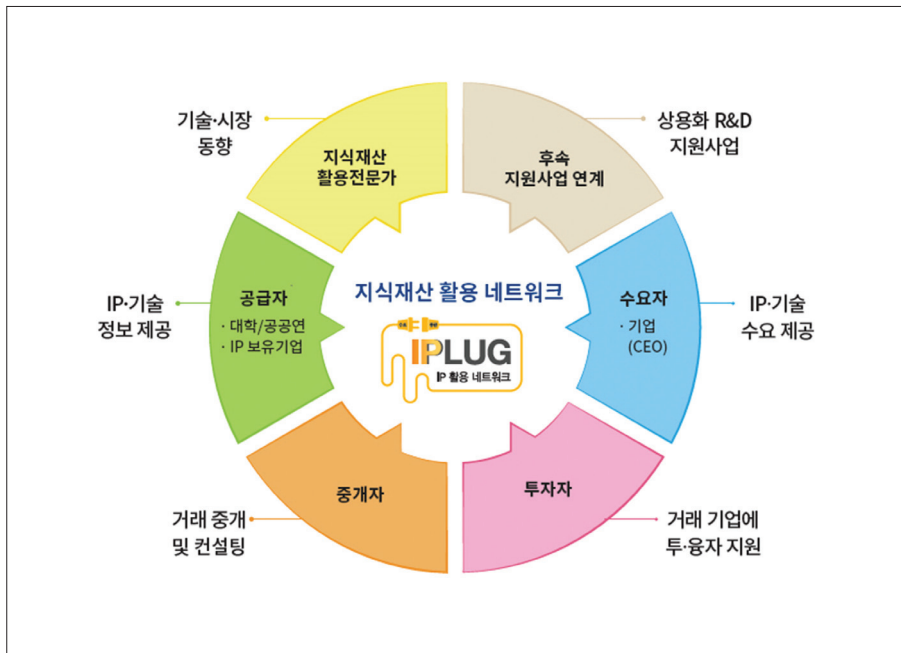 기술·시장
동향
지식재산
활용전문가
후속
지원사업 연계
상용화 R&D
지원사업
IP·기술
정보 제공
공급자
· 대학/공공연
· IP 보유기업
지식재산 활용 네트워크
IPLUG
IP 활용 네트워크
수요자
· 기업
(CEO)
IP·기술
수요 제공
거래 중개
및 컨설팅
중개자
투자자
거래 기업에
투·융자 지원